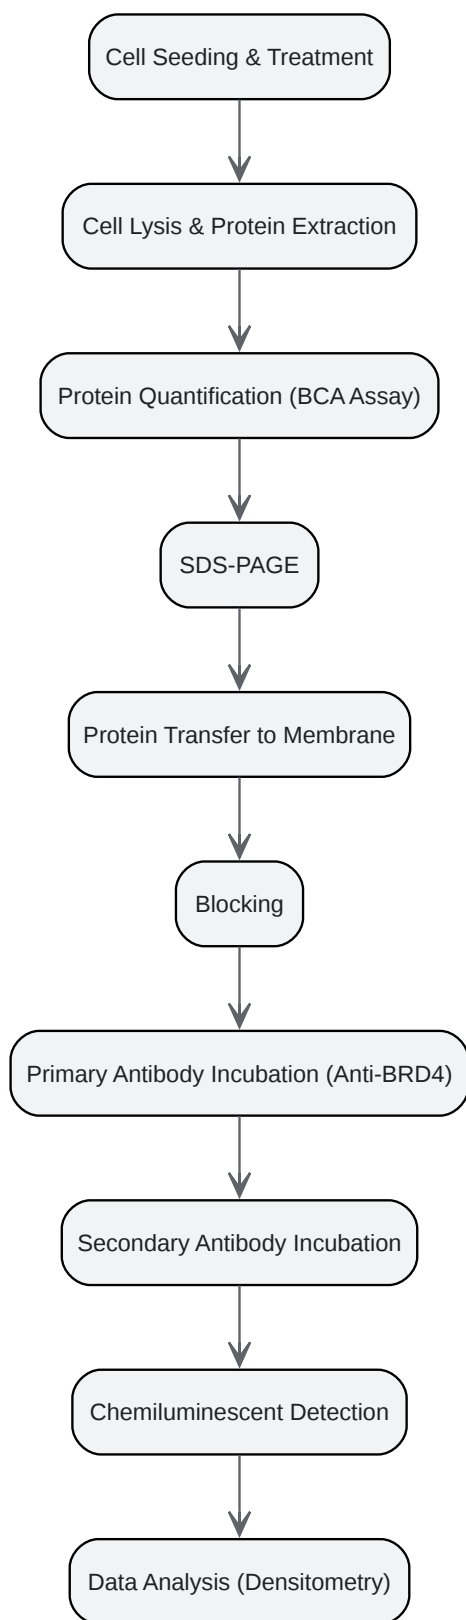 Cell Seeding & Treatment
Cell Lysis & Protein Extraction
Protein Quantification (BCA Assay)
SDS-PAGE
Protein Transfer to Membrane
Blocking
Primary Antibody Incubation (Anti-BRD4)
Secondary Antibody Incubation
Chemiluminescent Detection
Data Analysis (Densitometry)